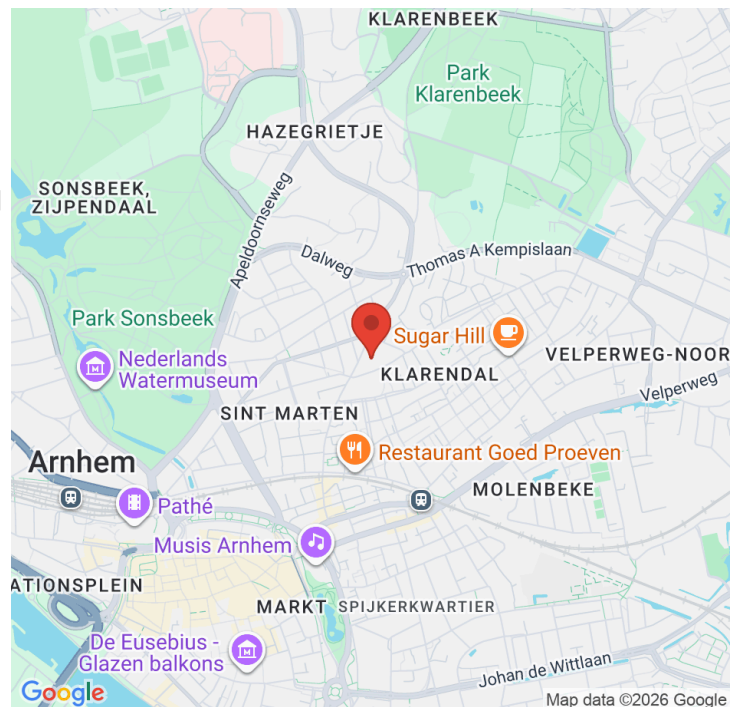 KLARENBEEK
Park
Klarenbeek
HAZEGRIETJE
SONSBEEK,
ZIJPENDAAL
Apeldoornseweg
Dalweg
Thomas A Kempislaan
Park Sonsbeek
Sugar Hill
Nederlands
Watermuseum
VELPERWEG-NOOR
KLARENDAL
Velperweg
SINT MARTEN
Arnhem
Restaurant Goed Proeven
MOLENBEKE
Pathé
Musis Arnhem
ATIONSPLEIN
MARKT
SPIJKERKWARTIER
De Eusebius -
Glazen balkons
Johan de Wittlaan
Google
Map data ©2026 Google